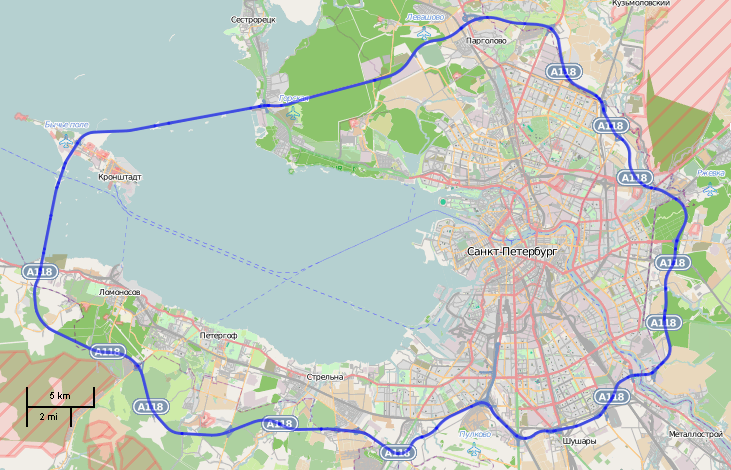 Кузьмоловский
Сестрорецк
Левашово
Парголово
A118
Горская
A118
Бычье поле
Кронштадт
A118
Ржевка
Санкт-Петербург
A118
A118
Ломоносов
A118
Петергоф
A118
Стрельна
5 km
2 mi
A118
A118
A118
Пулково
Шушары
Металлострой
A118